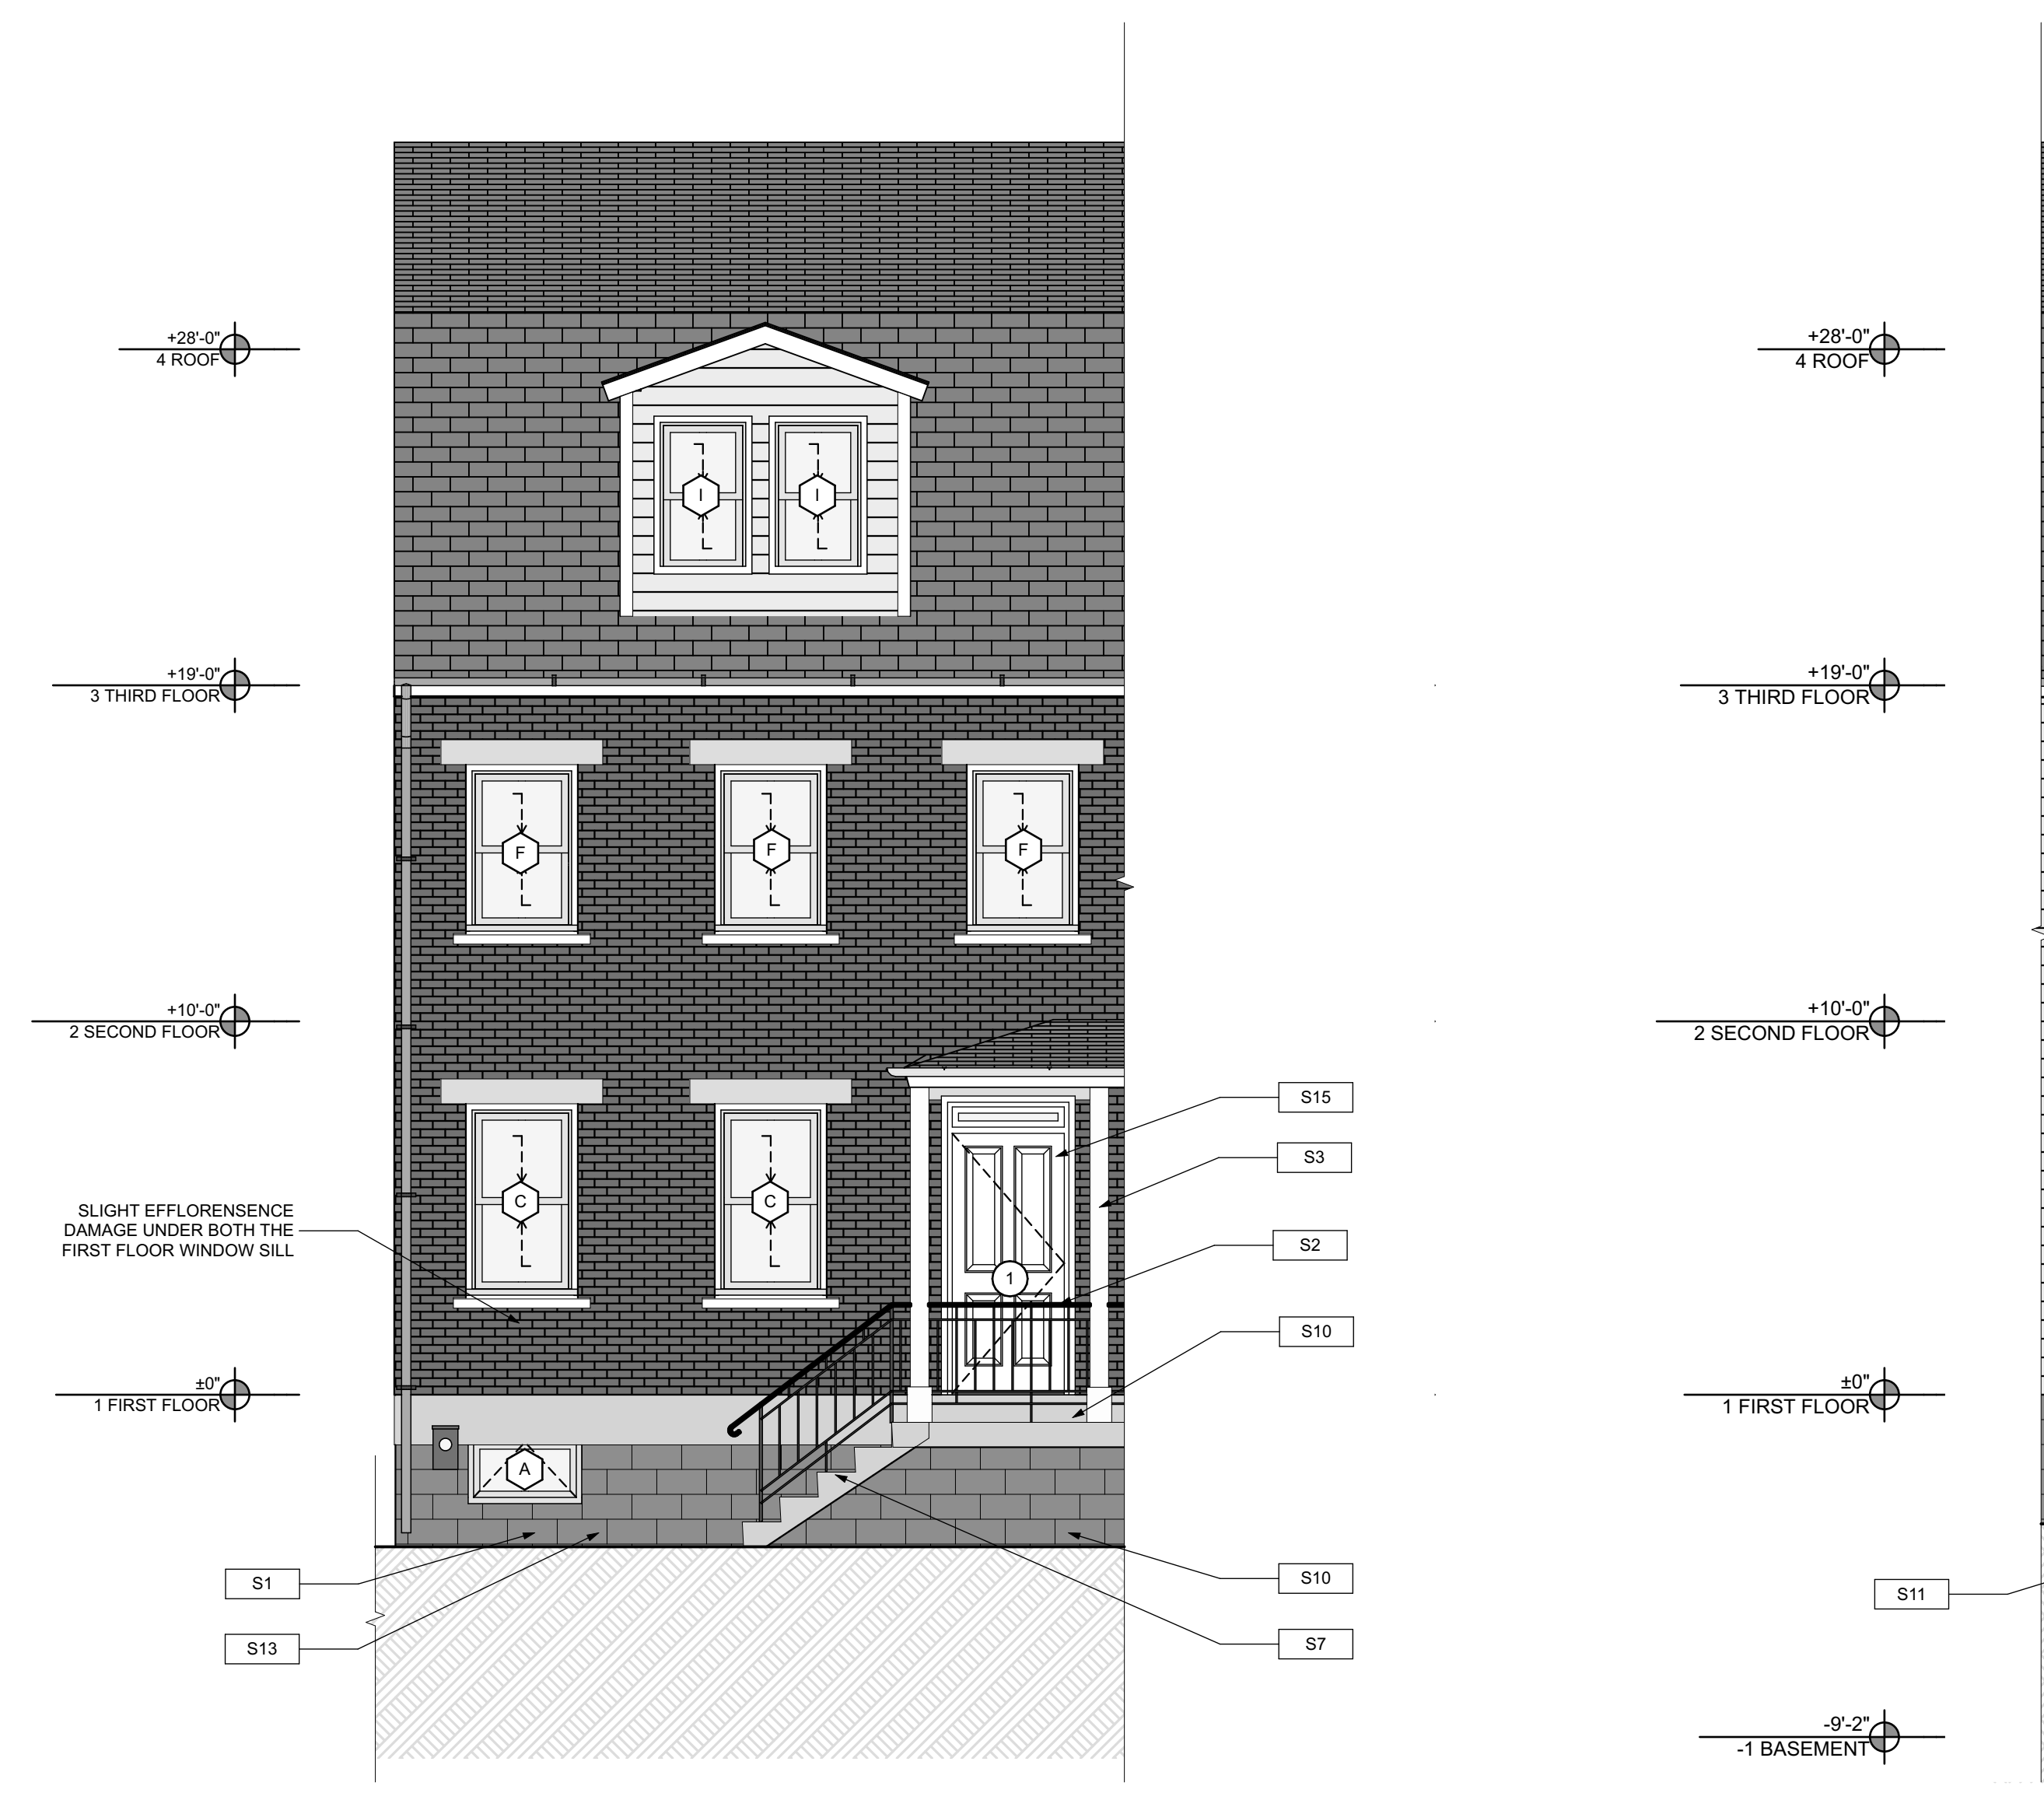 +28'-0"
4 ROOF
+28'-0"
4 ROOF
I
I
+19'-0"
3 THIRD FLOOR
+19'-0"
3 THIRD FLOOR
F
F
F
+10'-0"
2 SECOND FLOOR
+10'-0"
2 SECOND FLOOR
S15
S3
C
C
SLIGHT EFFLORENSENCE
DAMAGE UNDER BOTH THE
FIRST FLOOR WINDOW SILL
S2
1
S10
±0"
1 FIRST FLOOR
±0"
1 FIRST FLOOR
A
S1
S10
S11
S13
S7
-9'-2"
-1 BASEMENT